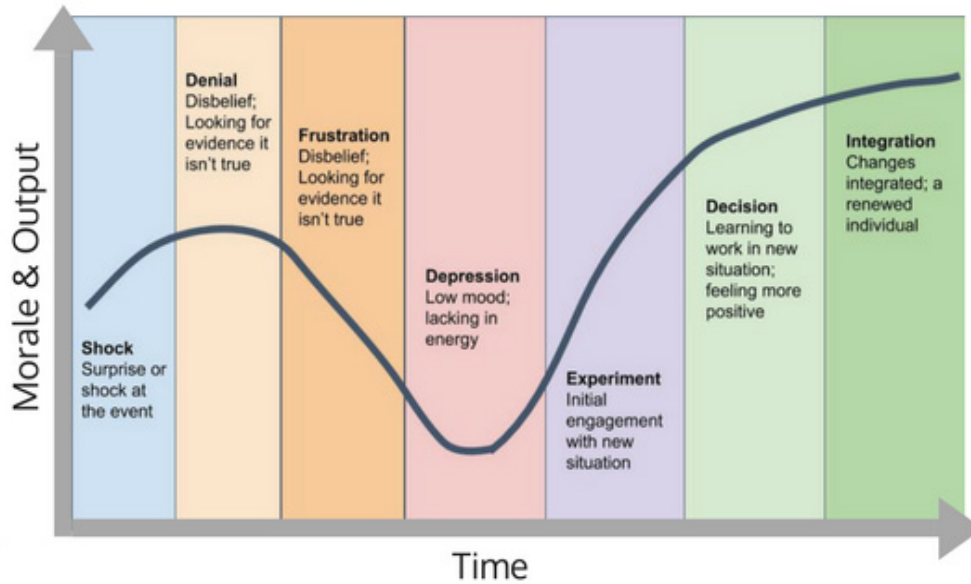 Morale & Output
Shock
Surprise or
shock at
the event
Denial
Disbelief;
Looking for
evidence it
isn’t true
Frustration
Disbelief;
Looking for
evidence it
isn’t true
Depression
Low mood;
lacking in
energy
Experiment
Initial
engagement
with new
situation
Decision
Learning to
work in new
situation;
feeling more
positive
Integration
Changes
integrated; a
renewed
individual
Time